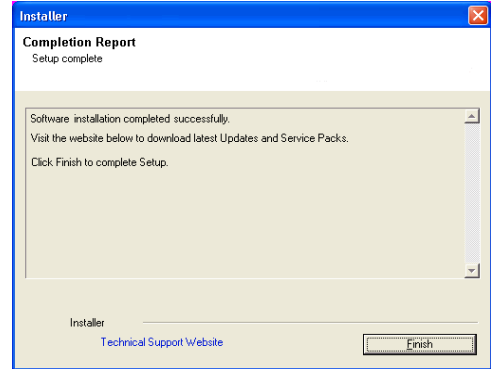 Installer
Completion Report
Setup complete
Software installation completed successfully.
Visit the website below to download latest Updates and Service Packs.
Click Finish to complete Setup.
Installer
Technical Support Website
Finish